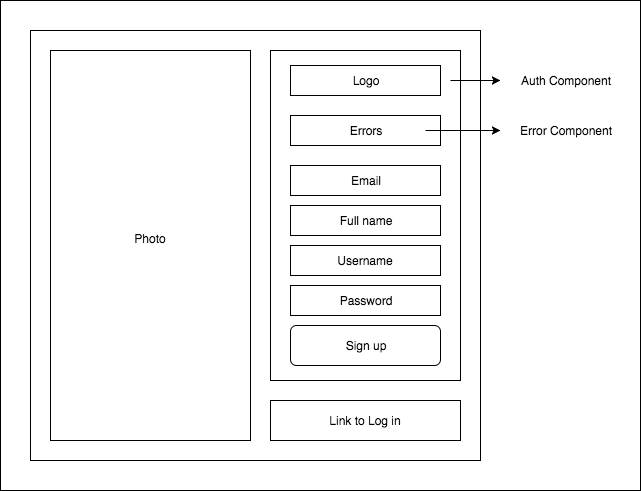 Logo
Auth Component
Errors
Error Component
Email
Full name
Photo
Username
Password
Sign up
Link to Log in